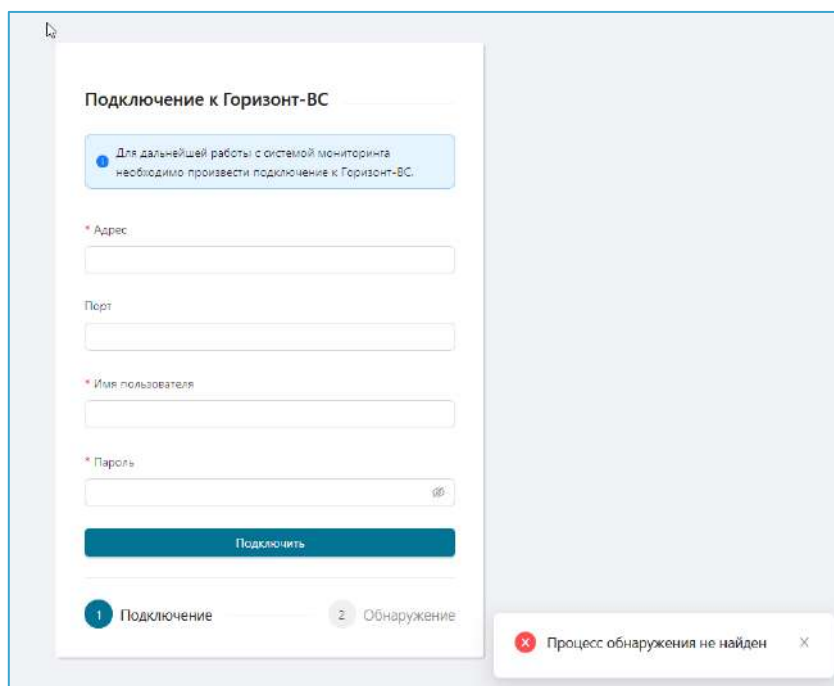 Подключение к Горизонт-ВС
Для дальнейшей работы с системой мониторинга
необходимо произвести подключение к Горизонт-ВС.
* Адрес
Порт
* Имя пользователя
* Пароль
Подключить
1 Подключение 2 Обнаружение
Процесс обнаружения не найден